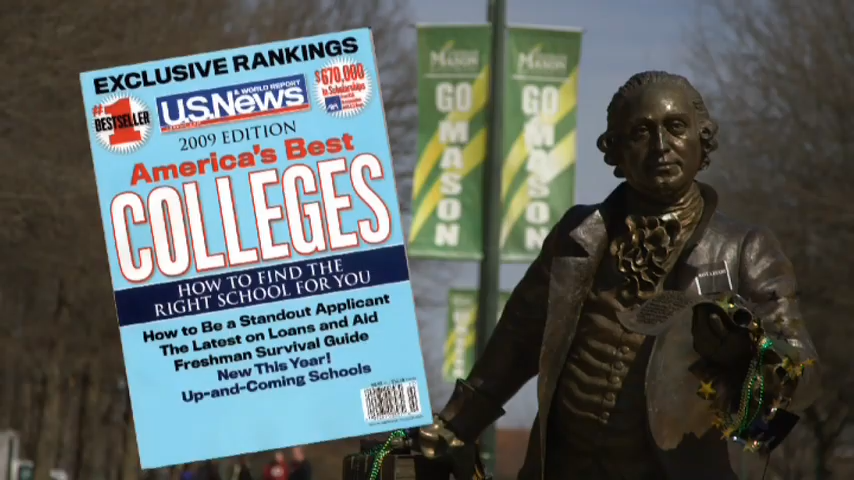 EXCLUSIVE RANKINGS
#1
BESTSELLER
U.S.News
& WORLD REPORT
$670,000
in Scholarships
2009 EDITION
America's Best
COLLEGES
HOW TO FIND THE
RIGHT SCHOOL FOR YOU
How to Be a Standout Applicant
The Latest on Loans and Aid
Freshman Survival Guide
New This Year!
Up-and-Coming Schools
MASON
GO
MASON
MASON
GO
MASON